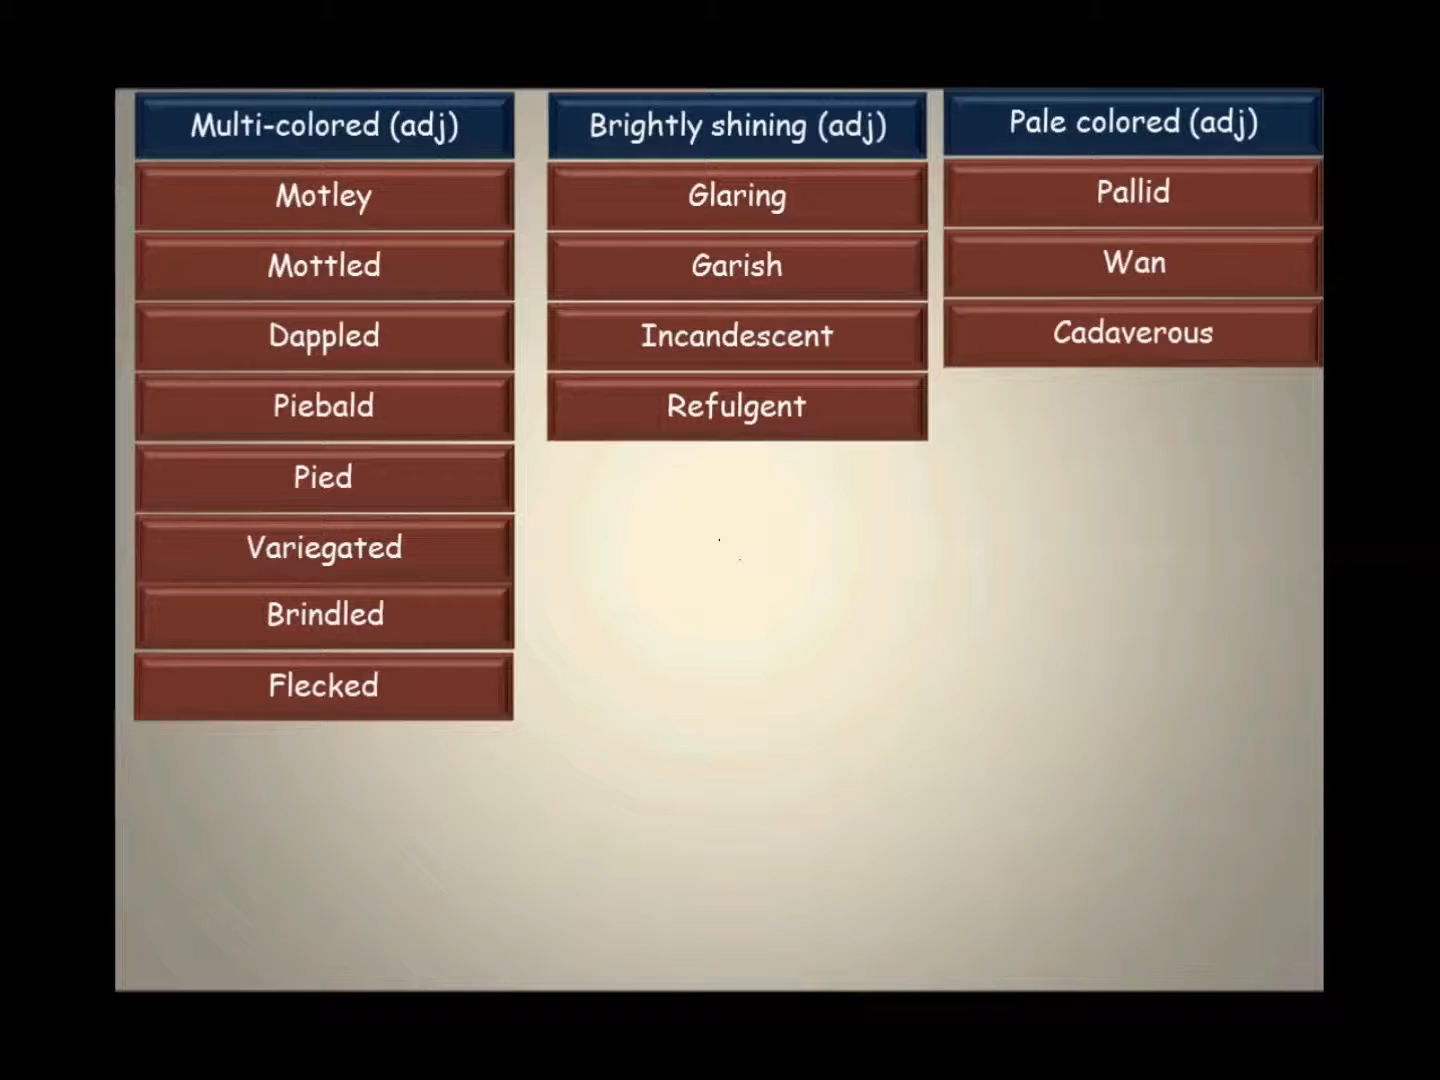 Multi-colored (adj)
Motley
Mottled
Dappled
Piebald
Pied
Variegated
Brindled
Flecked
Brightly shining (adj)
Glaring
Garish
Incandescent
Refulgent
Pale colored (adj)
Pallid
Wan
Cadaverous